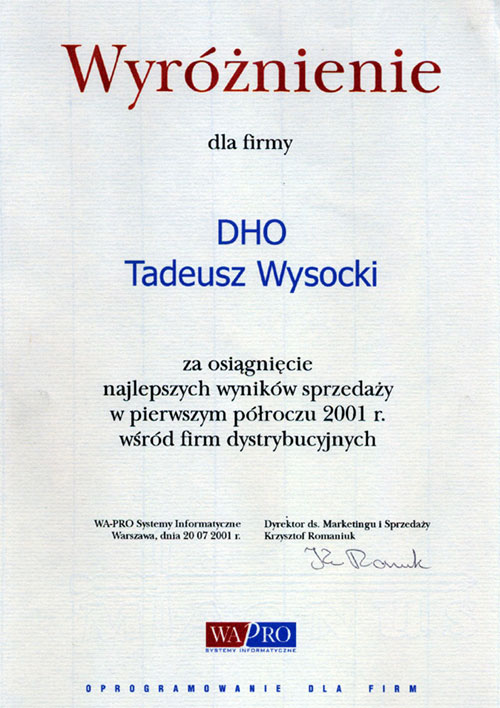 Wyróżnienie
dla firmy
DHO
Tadeusz Wysocki
za osiągnięcie
najlepszych wyników sprzedaży
w pierwszym półroczu 2001 r.
wśród firm dystrybucyjnych
WA-PRO Systemy Informatyczne
Warszawa, dnia 20 07 2001 r.
Dyrektor ds. Marketingu i Sprzedaży
Krzysztof Romaniuk
WAPRO
SYSTEMY INFORMATYCZNE
OPROGRAMOWANIE DLA FIRM